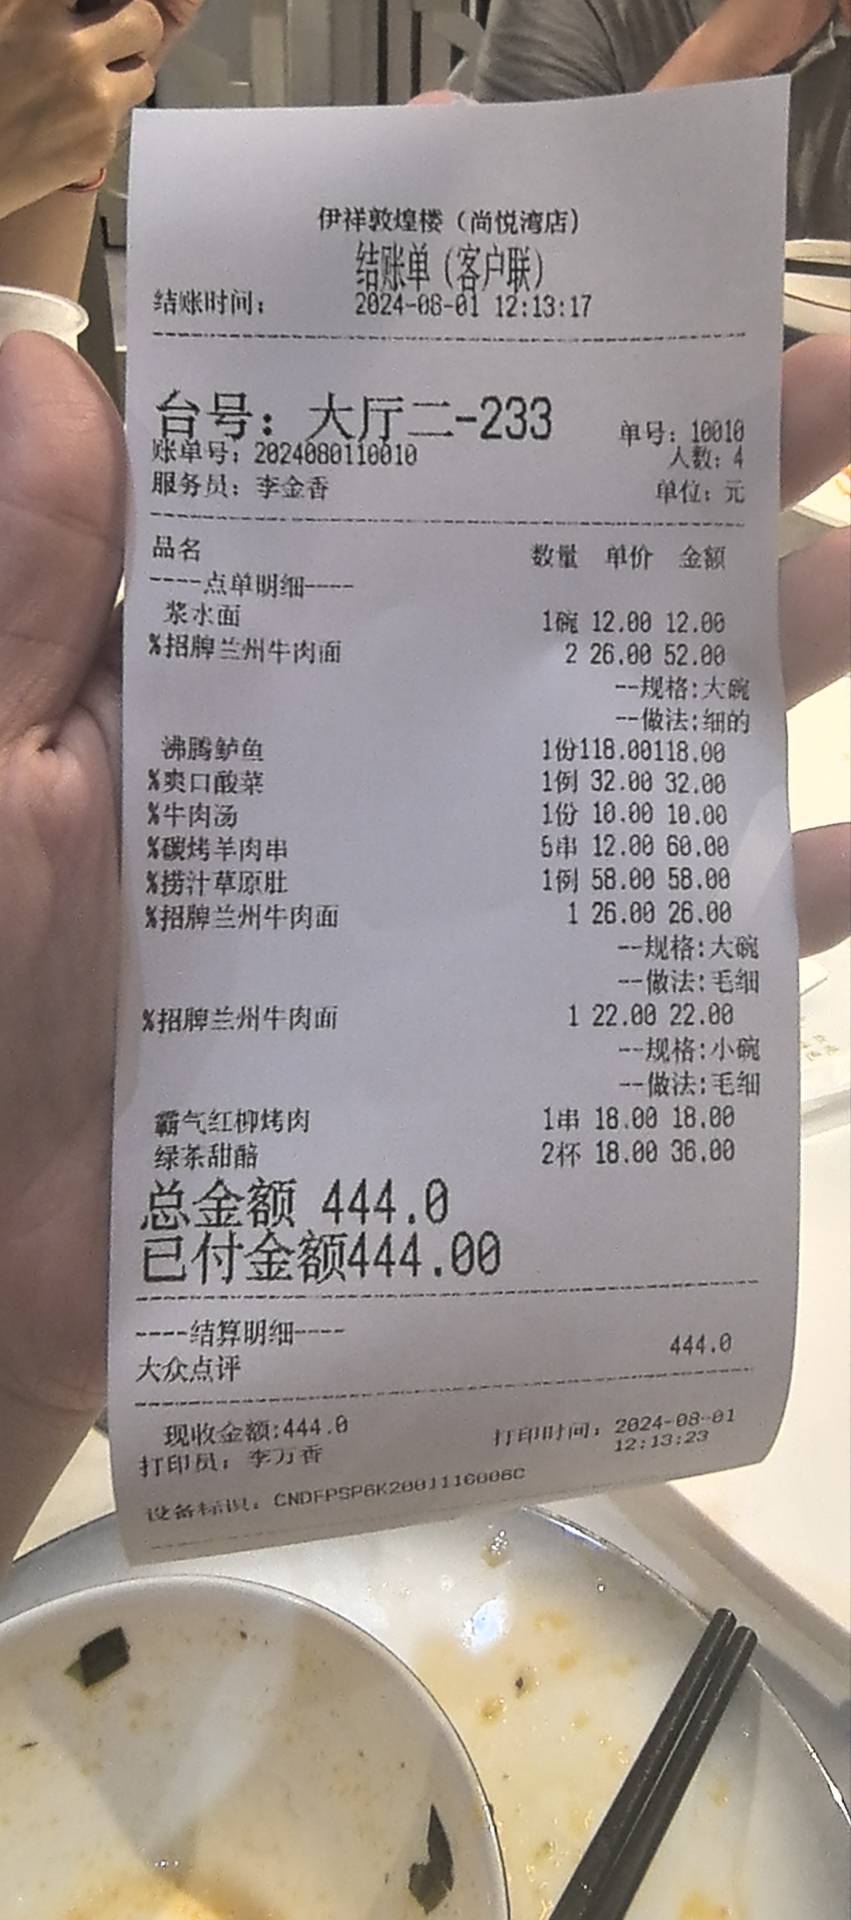 伊祥敦煌楼（尚悦湾店）
结账单（客户联）
结账时间： 2024-08-01 12:13:17
台号：大厅二-233 单号：10010
账单号：2024080110010 人数：4
服务员：李金香 单位：元
品名 数量 单价 金额
----点单明细----
浆水面 1碗 12.00 12.00
%招牌兰州牛肉面 2 26.00 52.00
--规格:大碗
--做法:细的
沸腾鲈鱼 1份118.00118.00
%爽口酸菜 1例 32.00 32.00
%牛肉汤 1份 10.00 10.00
%碳烤羊肉串 5串 12.00 60.00
%捞汁草原肚 1例 58.00 58.00
%招牌兰州牛肉面 1 26.00 26.00
--规格:大碗
--做法:毛细
%招牌兰州牛肉面 1 22.00 22.00
--规格:小碗
--做法:毛细
霸气红柳烤肉 1串 18.00 18.00
绿茶甜醅 2杯 18.00 36.00
总金额 444.0
已付金额444.00
----结算明细----
大众点评 444.0
现收金额:444.0
打印员：李万香 打印时间：2024-08-01
12:13:23
设备标识：CNDFPSP6K200J116006C